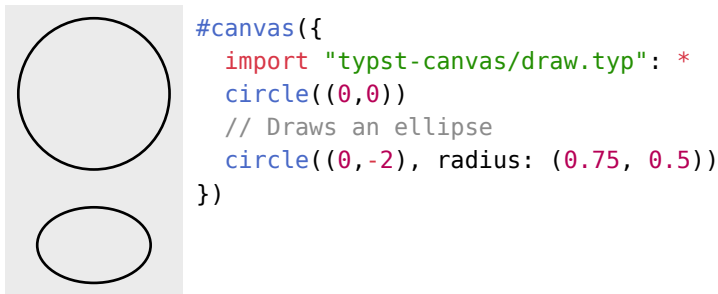 #canvas({
  import "typst-canvas/draw.typ": *
  circle((0,0))
  // Draws an ellipse
  circle((0,-2), radius: (0.75, 0.5))
})